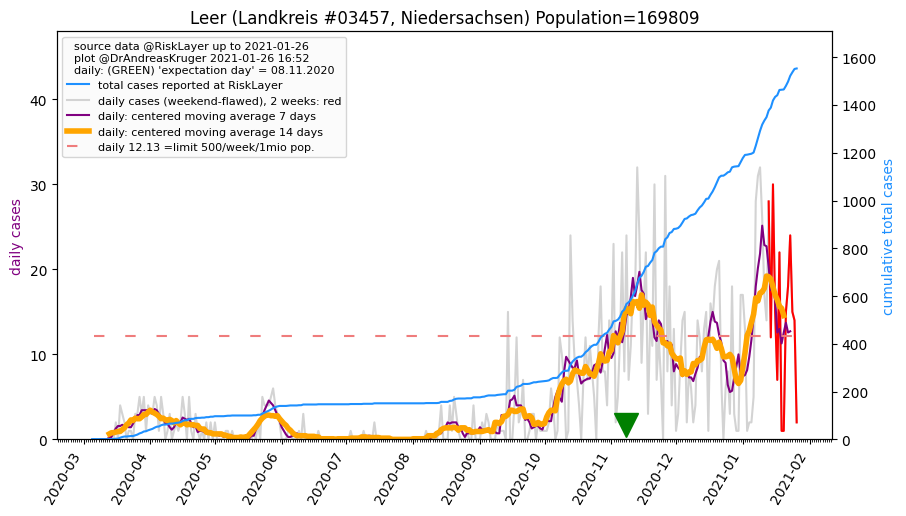 Leer (Landkreis #03457, Niedersachsen) Population=169809
source data @RiskLayer up to 2021-01-26
plot @DrAndreasKruger 2021-01-26 16:52
daily: (GREEN) 'expectation day' = 08.11.2020
total cases reported at RiskLayer
daily cases (weekend-flawed), 2 weeks: red
daily: centered moving average 7 days
daily: centered moving average 14 days
daily 12.13 =limit 500/week/1mio pop.
daily cases
40
30
20
10
0
cumulative total cases
1600
1400
1200
1000
800
600
400
200
0
2020-03
2020-04
2020-05
2020-06
2020-07
2020-08
2020-09
2020-10
2020-11
2020-12
2021-01
2021-02